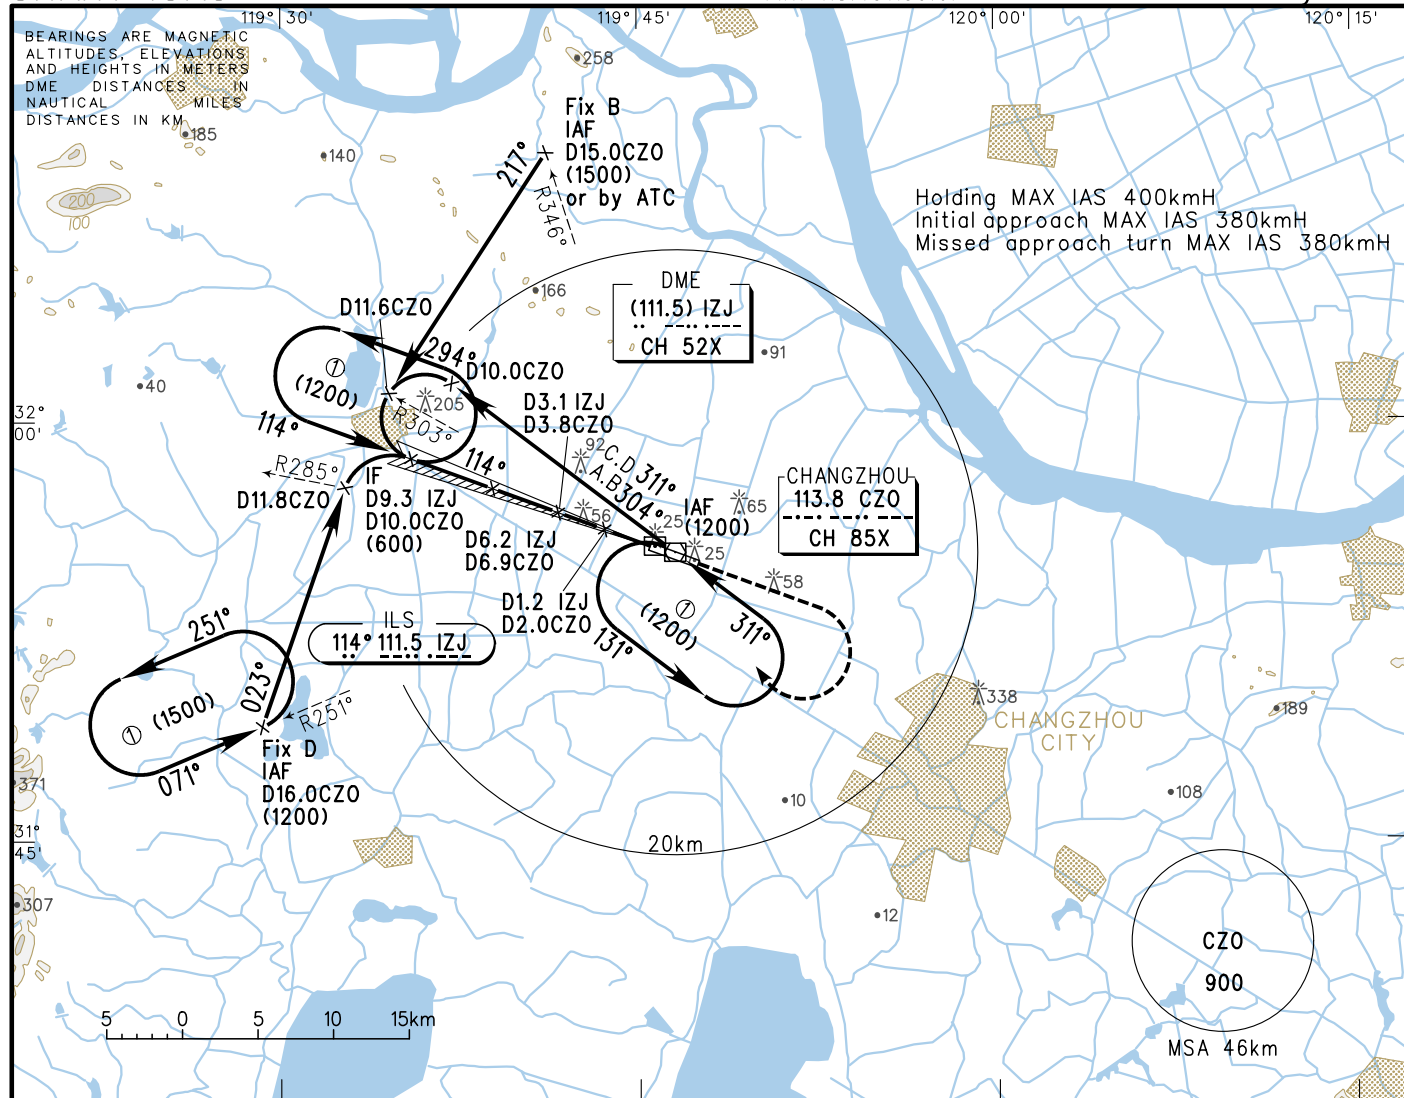 119° 30'
119° 45'
120° 00'
120° 15'
BEARINGS ARE MAGNETIC
ALTITUDES, ELEVATIONS
AND HEIGHTS IN METERS
DME DISTANCES IN
NAUTICAL MILES
DISTANCES IN KM
258
185
140
200
100
Fix B
IAF
D15.0CZO
(1500)
or by ATC
217°
R346°
Holding MAX IAS 400kmH
Initial approach MAX IAS 380kmH
Missed approach turn MAX IAS 380kmH
166
DME
(111.5) IZJ
CH 52X
91
D11.6CZO
294°
D10.0CZO
1
(1200)
205
R303°
40
32°
00'
114°
D3.1 IZJ
D3.8CZO
92
C.D 311°
A.B 304°
114°
R285°
D11.8CZO
IF
D9.3 IZJ
D10.0CZO
(600)
56
D6.2 IZJ
D6.9CZO
25
IAF
(1200)
65
25
CHANGZHOU
113.8 CZO
CH 85X
58
D1.2 IZJ
D2.0CZO
1
(1200)
311°
131°
ILS
114° 111.5 IZJ
251°
023°
1
(1500)
R251°
071°
Fix D
IAF
D16.0CZO
(1200)
338
CHANGZHOU
CITY
189
371
10
108
31°
45'
20km
307
12
CZO
900
MSA 46km
5
0
5
10
15km